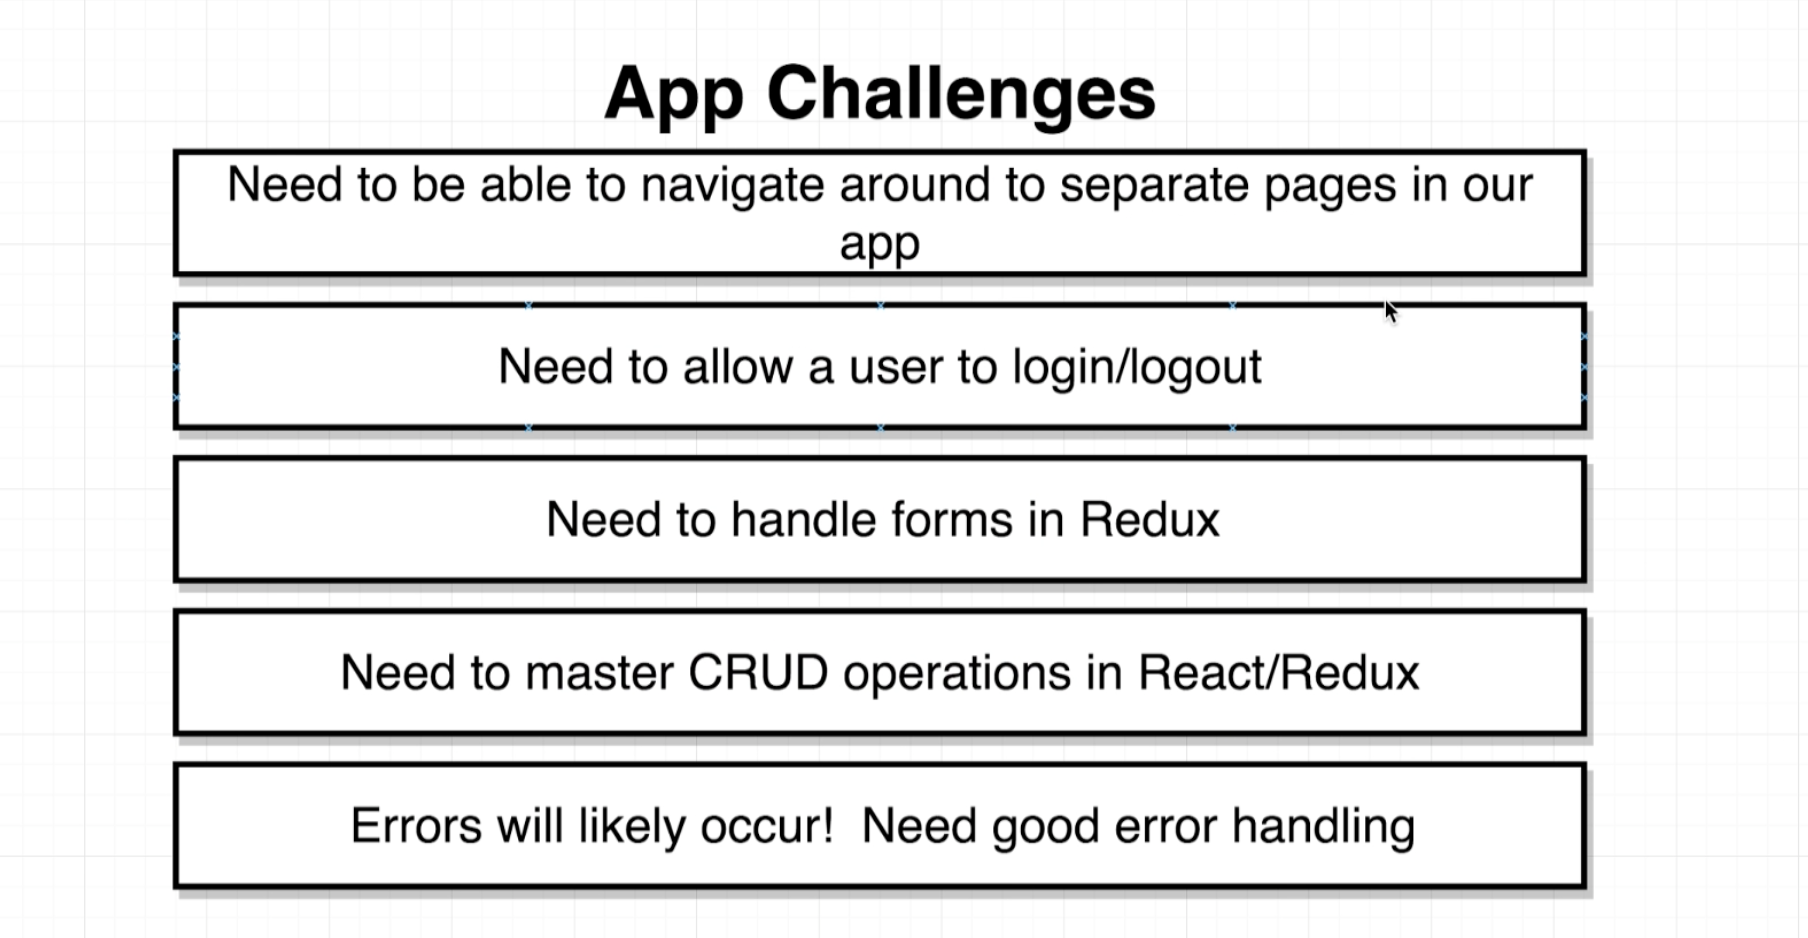 App Challenges
Need to be able to navigate around to separate pages in our
app
Need to allow a user to login/logout
Need to handle forms in Redux
Need to master CRUD operations in React/Redux
Errors will likely occur!  Need good error handling